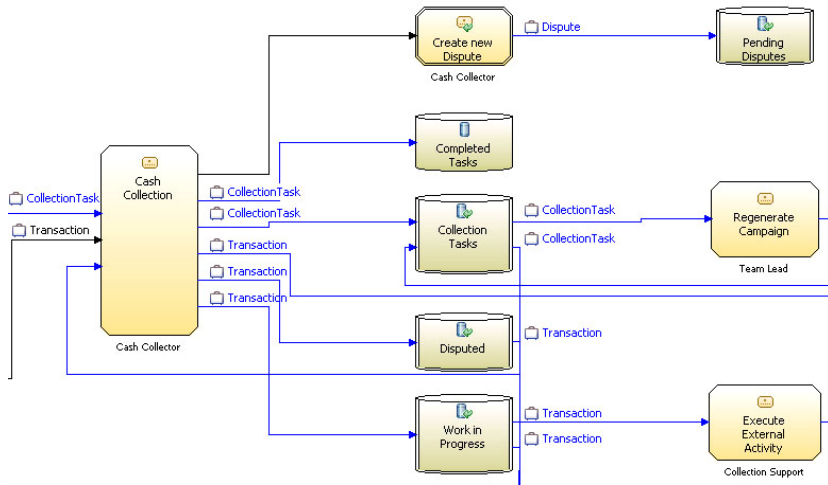 Create new
Dispute
Cash Collector
Dispute
Pending
Disputes
Completed
Tasks
Cash
Collection
Cash Collector
CollectionTask
Transaction
CollectionTask
CollectionTask
Transaction
Transaction
Transaction
Collection
Tasks
CollectionTask
CollectionTask
Regenerate
Campaign
Team Lead
Disputed
Transaction
Work in
Progress
Transaction
Transaction
Execute
External
Activity
Collection Support